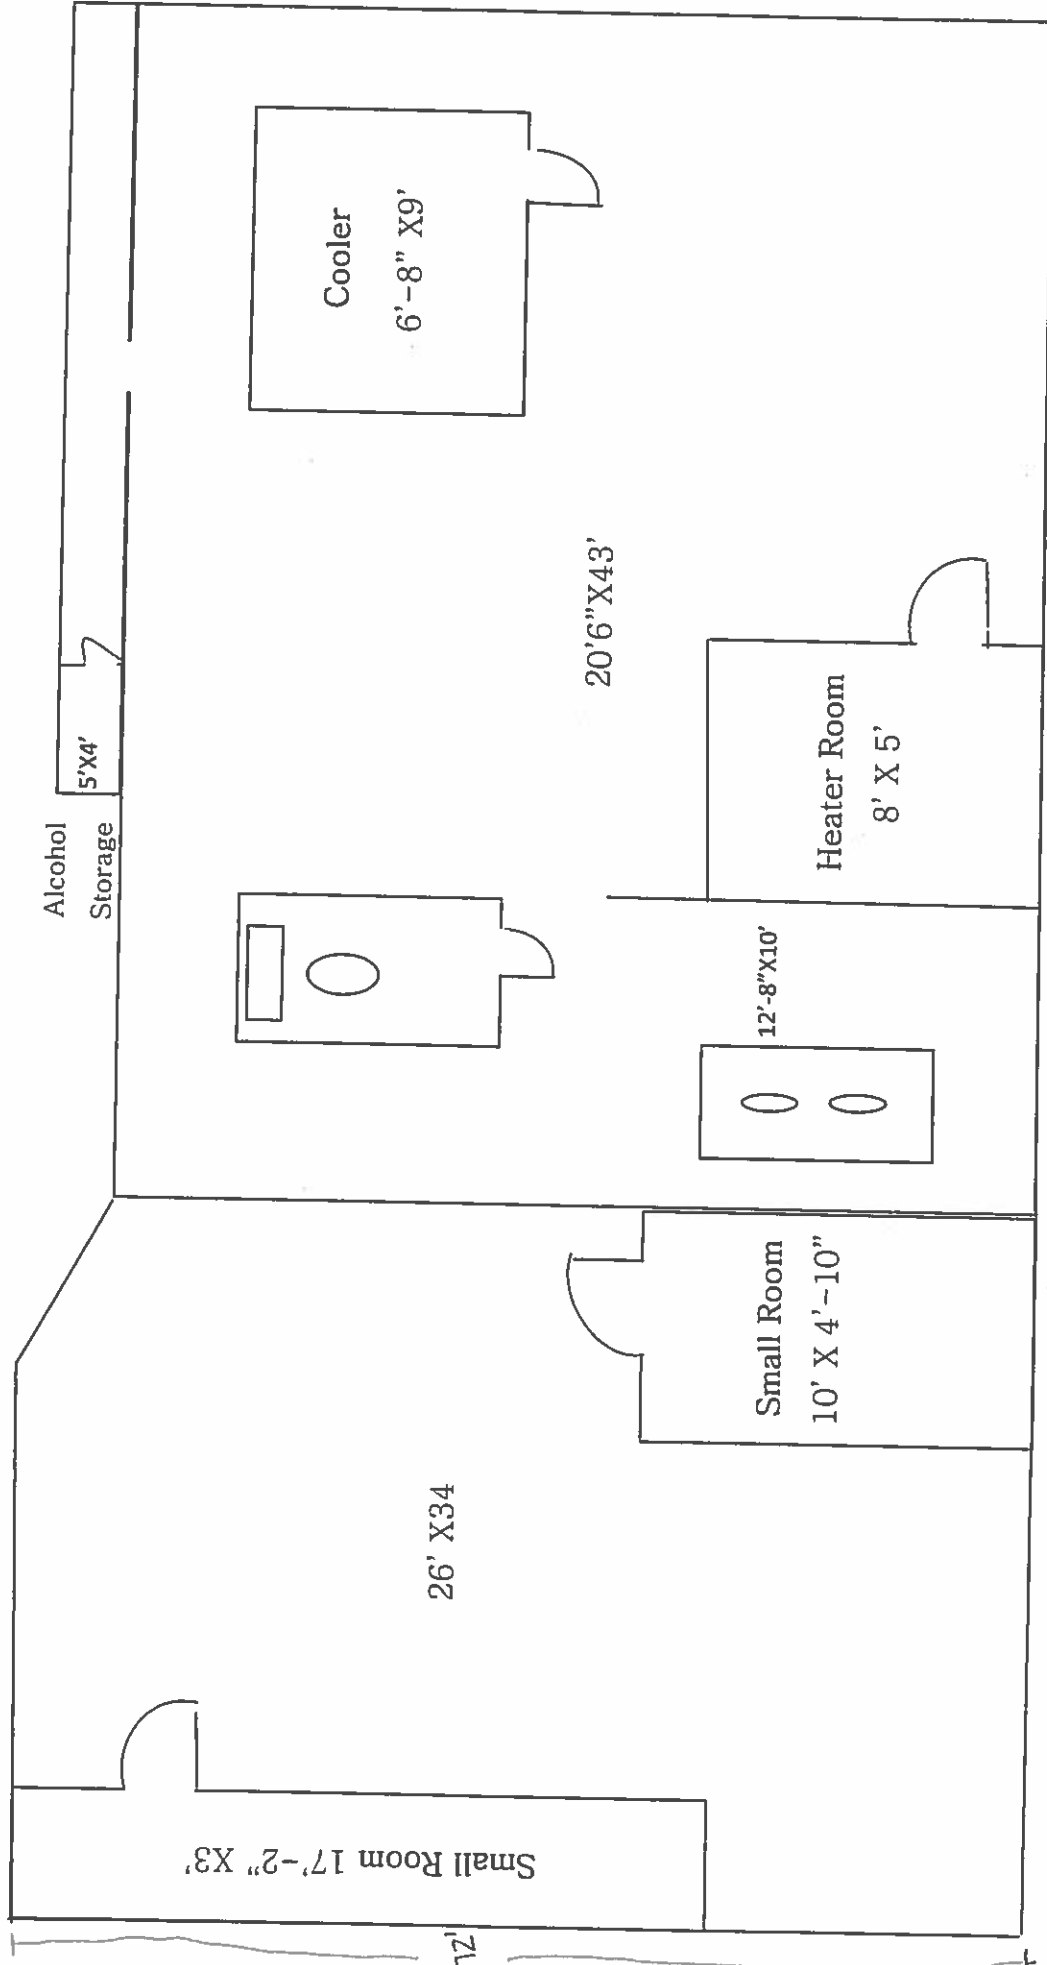 Alcohol
Storage
5'X4'
Cooler
6'-8" X9'
20'6"X43'
Heater Room
8' X 5'
12'-8"X10'
Small Room
10' X 4'-10"
26' X34
Small Room 17'-2" X3'